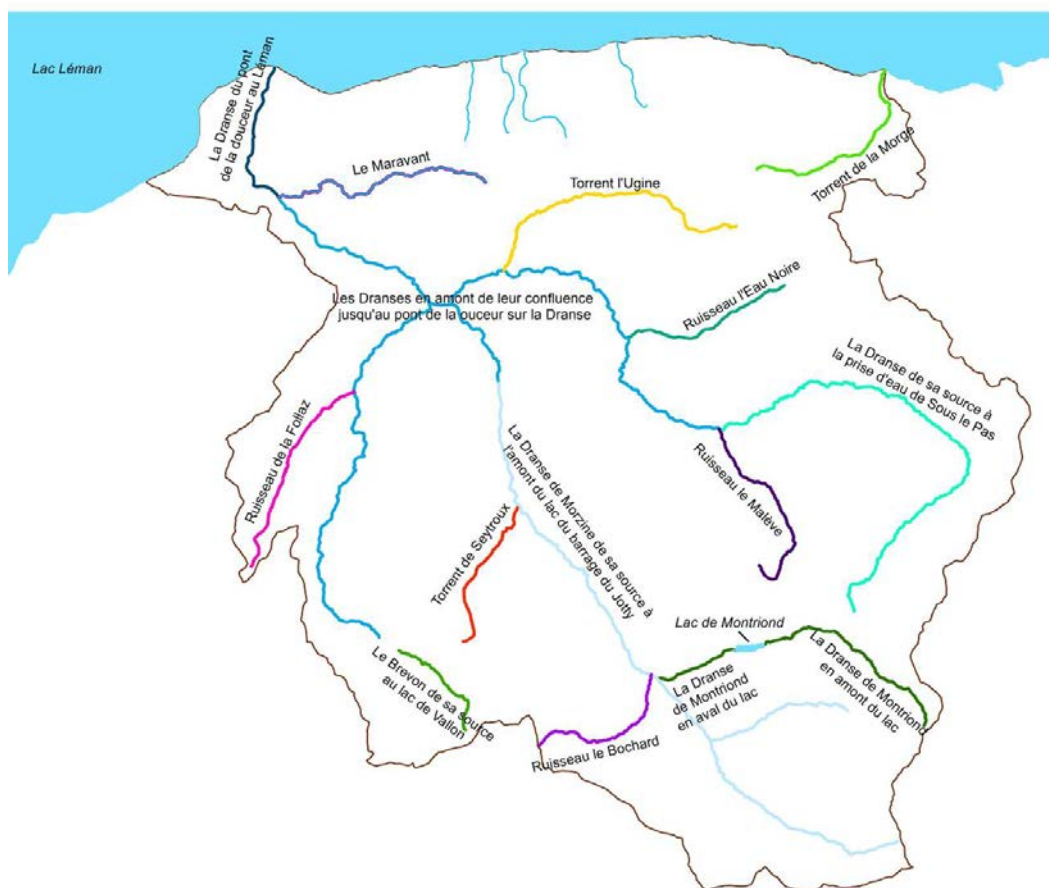 Lac Léman
La Dranse du pont
de la douceur au Léman
Le Maravant
Torrent l'Ugine
Torrent de la Morge
Les Dranses en amont de leur confluence
jusqu'au pont de la ouceur sur la Dranse
Ruisseau l'Eau Noire
La Dranse de sa source à
la prise d'eau de Sous le Pas
Ruisseau de la Follaz
La Dranse de Morzine de sa source à
l'amont du lac du barrage du Jotty
Ruisseau le Malève
Torrent de Seytroux
Lac de Montriond
Le Brevon de sa source
au lac de Vallon
La Dranse
de Montriond
en aval du lac
La Dranse de Montriond
en amont du lac
Ruisseau le Bochard